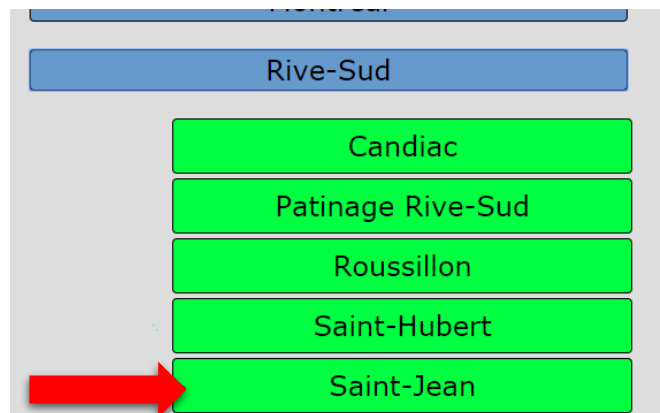 Rive-Sud
Candiac
Patinage Rive-Sud
Roussillon
Saint-Hubert
Saint-Jean